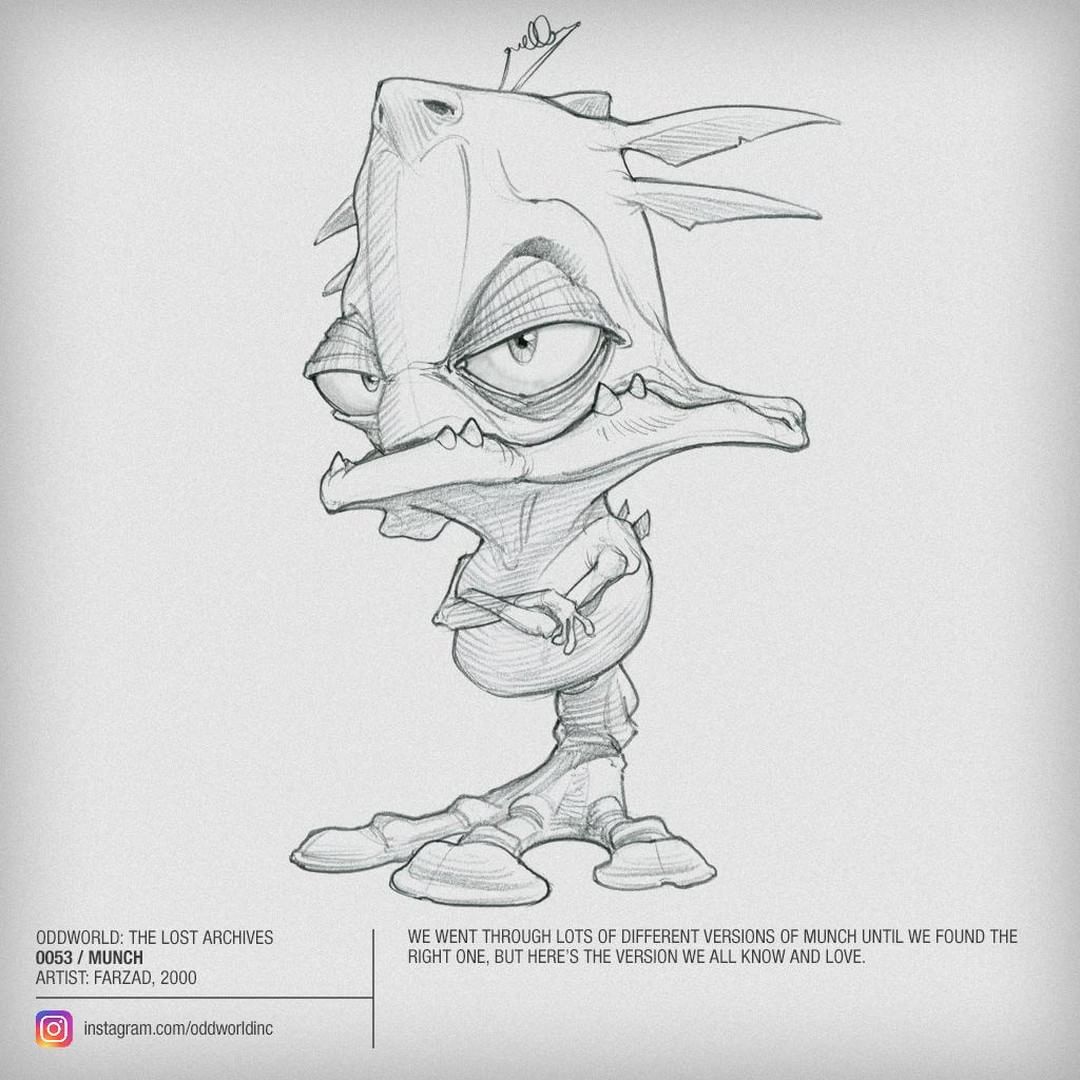 ODDWORLD: THE LOST ARCHIVES
0053 / MUNCH
ARTIST: FARZAD, 2000
instagram.com/oddworldinc
WE WENT THROUGH LOTS OF DIFFERENT VERSIONS OF MUNCH UNTIL WE FOUND THE
RIGHT ONE, BUT HERE'S THE VERSION WE ALL KNOW AND LOVE.